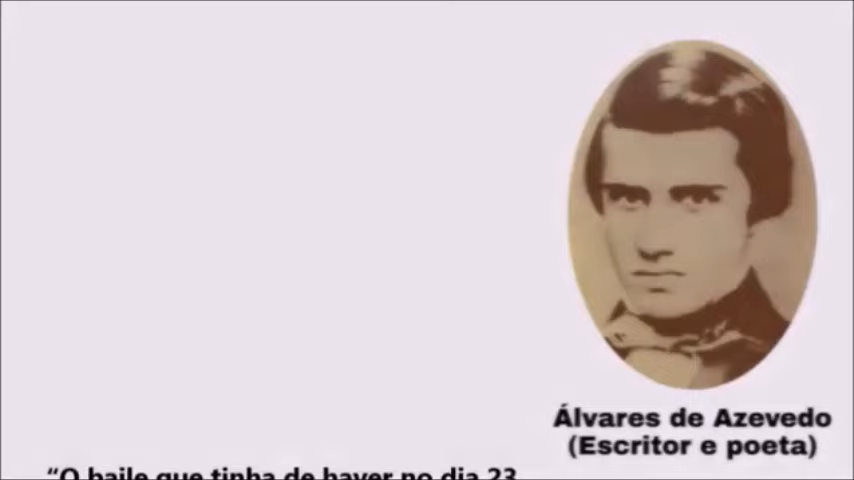 Álvares de Azevedo
(Escritor e poeta)
“O baile que tinha de haver no dia 23